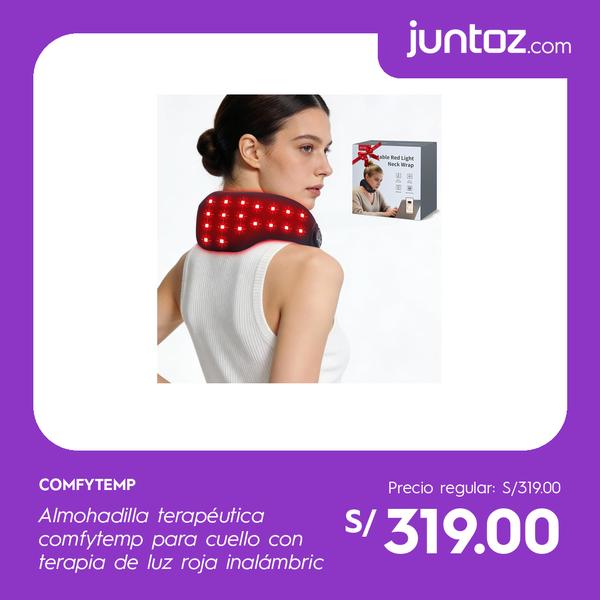 juntoz.com
able Red Light
Neck Wrap
COMFYTEMP
Almohadilla terapéutica
comfytemp para cuello con
terapia de luz roja inalámbric
Precio regular: S/319.00
S/ 319.00